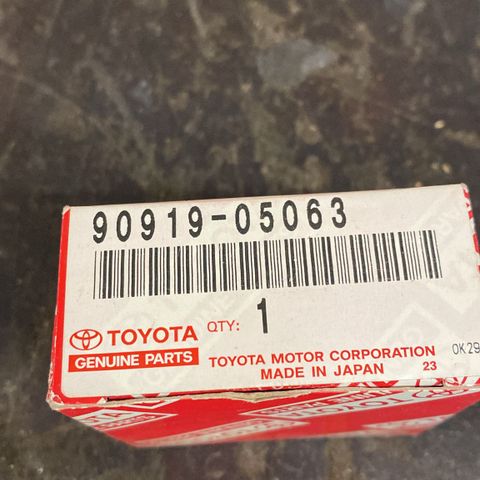 90919-05063
TOYOTA
QTY: 1
GENUINE PARTS
TOYOTA MOTOR CORPORATION
MADE IN JAPAN 23
OK29